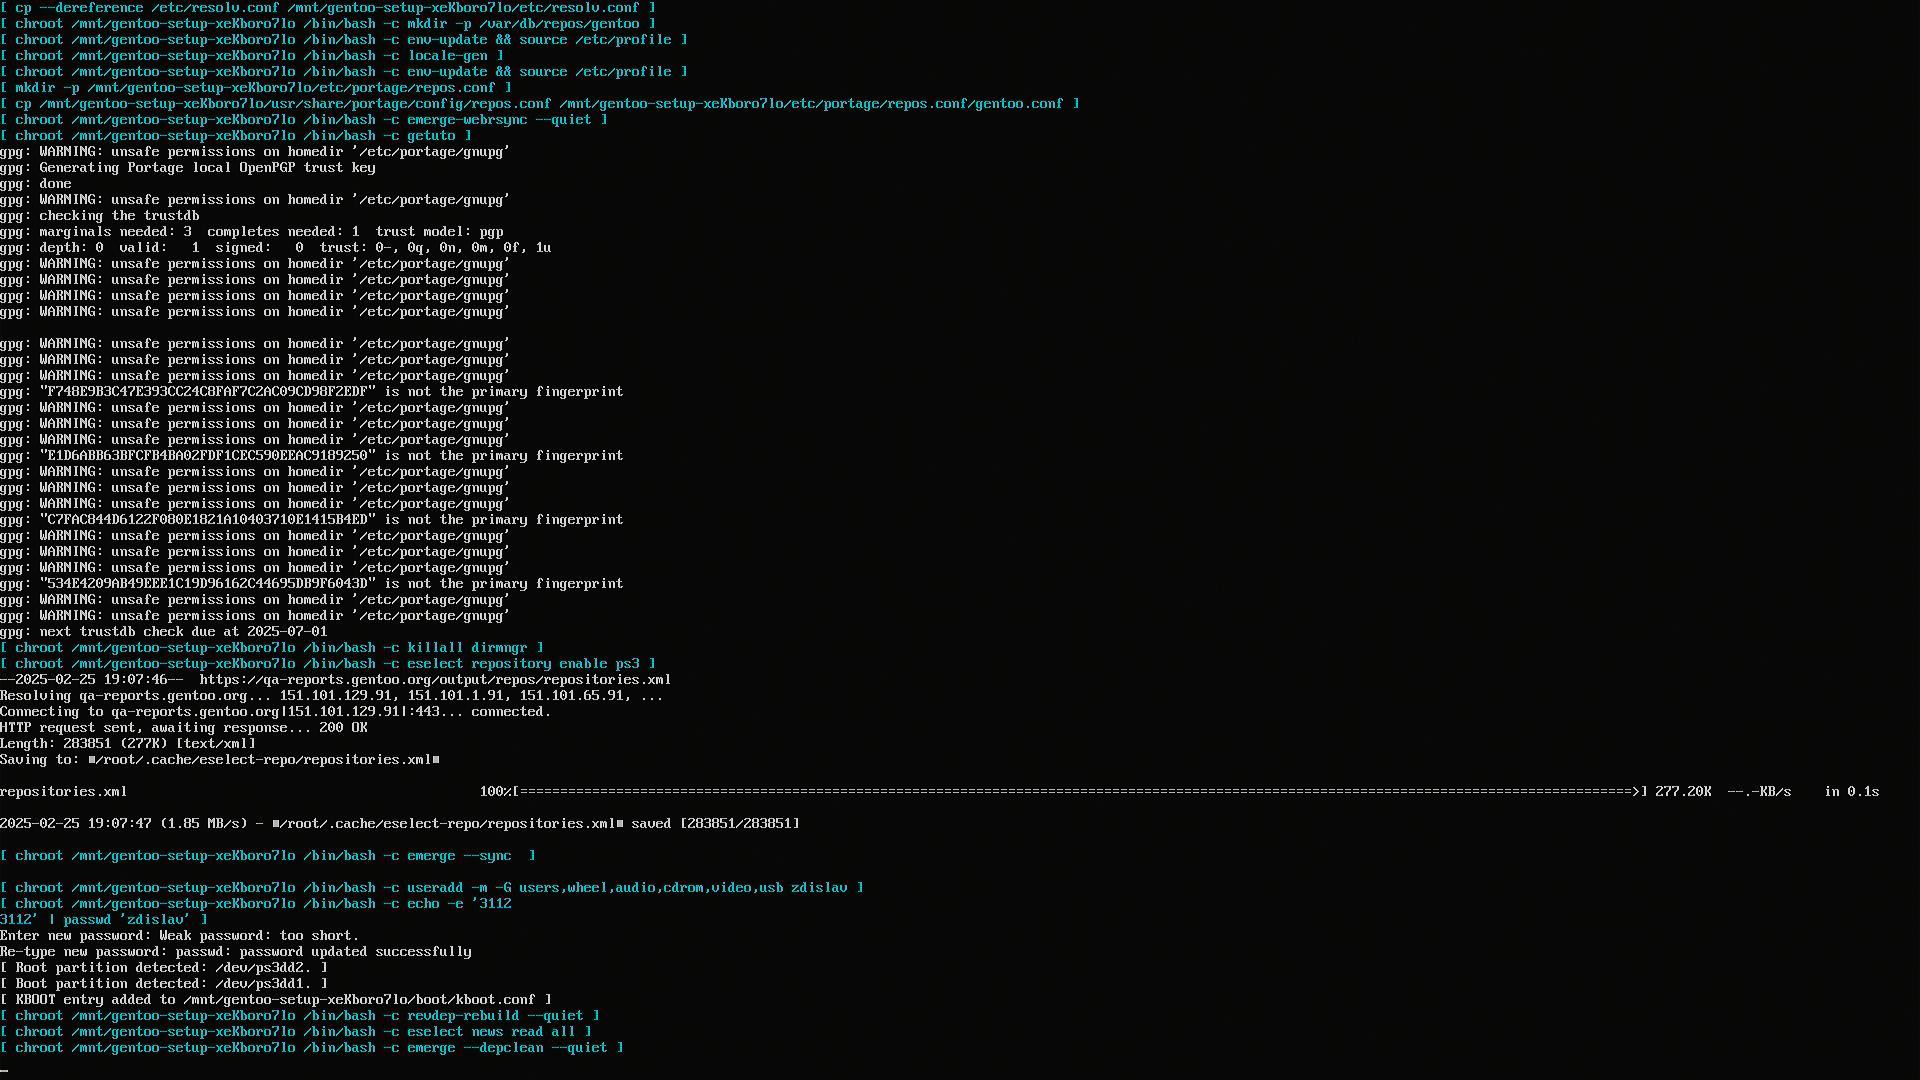 [ cp --dereference /etc/resolv.conf /mnt/gentoo-setup-xeKboro7lo/etc/resolv.conf ]
[ chroot /mnt/gentoo-setup-xeKboro7lo /bin/bash -c mkdir -p /var/db/repos/gentoo ]
[ chroot /mnt/gentoo-setup-xeKboro7lo /bin/bash -c env-update && source /etc/profile ]
[ chroot /mnt/gentoo-setup-xeKboro7lo /bin/bash -c locale-gen ]
[ chroot /mnt/gentoo-setup-xeKboro7lo /bin/bash -c env-update && source /etc/profile ]
[ mkdir -p /mnt/gentoo-setup-xeKboro7lo/etc/portage/repos.conf ]
[ cp /mnt/gentoo-setup-xeKboro7lo/usr/share/portage/config/repos.conf /mnt/gentoo-setup-xeKboro7lo/etc/portage/repos.conf/gentoo.conf ]
[ chroot /mnt/gentoo-setup-xeKboro7lo /bin/bash -c emerge-webrsync --quiet ]
[ chroot /mnt/gentoo-setup-xeKboro7lo /bin/bash -c getuto ]
gpg: WARNING: unsafe permissions on homedir '/etc/portage/gnupg'
gpg: Generating Portage local OpenPGP trust key
gpg: done
gpg: WARNING: unsafe permissions on homedir '/etc/portage/gnupg'
gpg: checking the trustdb
gpg: marginals needed: 3  completes needed: 1  trust model: pgp
gpg: depth: 0  valid:   1  signed:   0  trust: 0-, 0q, 0n, 0m, 0f, 1u
gpg: WARNING: unsafe permissions on homedir '/etc/portage/gnupg'
gpg: WARNING: unsafe permissions on homedir '/etc/portage/gnupg'
gpg: WARNING: unsafe permissions on homedir '/etc/portage/gnupg'
gpg: WARNING: unsafe permissions on homedir '/etc/portage/gnupg'
gpg: WARNING: unsafe permissions on homedir '/etc/portage/gnupg'
gpg: WARNING: unsafe permissions on homedir '/etc/portage/gnupg'
gpg: WARNING: unsafe permissions on homedir '/etc/portage/gnupg'
gpg: "F748E9B3C47E393CC24C8FAF7C2AC09CD98F2EDF" is not the primary fingerprint
gpg: WARNING: unsafe permissions on homedir '/etc/portage/gnupg'
gpg: WARNING: unsafe permissions on homedir '/etc/portage/gnupg'
gpg: WARNING: unsafe permissions on homedir '/etc/portage/gnupg'
gpg: "E1D6ABB63BFCFB4BA02FDF1CEC590EEAC9189250" is not the primary fingerprint
gpg: WARNING: unsafe permissions on homedir '/etc/portage/gnupg'
gpg: WARNING: unsafe permissions on homedir '/etc/portage/gnupg'
gpg: WARNING: unsafe permissions on homedir '/etc/portage/gnupg'
gpg: "C7FAC844D6122F080E1821A10403710E1415B4ED" is not the primary fingerprint
gpg: WARNING: unsafe permissions on homedir '/etc/portage/gnupg'
gpg: WARNING: unsafe permissions on homedir '/etc/portage/gnupg'
gpg: WARNING: unsafe permissions on homedir '/etc/portage/gnupg'
gpg: "534E4209AB49EEE1C19D96162C44695DB9F6043D" is not the primary fingerprint
gpg: WARNING: unsafe permissions on homedir '/etc/portage/gnupg'
gpg: WARNING: unsafe permissions on homedir '/etc/portage/gnupg'
gpg: next trustdb check due at 2025-07-01
[ chroot /mnt/gentoo-setup-xeKboro7lo /bin/bash -c killall dirmngr ]
[ chroot /mnt/gentoo-setup-xeKboro7lo /bin/bash -c eselect repository enable ps3 ]
--2025-02-25 19:07:46--  https://qa-reports.gentoo.org/output/repos/repositories.xml
Resolving qa-reports.gentoo.org... 151.101.129.91, 151.101.1.91, 151.101.65.91, ...
Connecting to qa-reports.gentoo.org|151.101.129.91|:443... connected.
HTTP request sent, awaiting response... 200 OK
Length: 283851 (277K) [text/xml]
Saving to: ■/root/.cache/eselect-repo/repositories.xml■
repositories.xml 100%[===========================================================================================================================================>] 277.20K  --.-KB/s    in 0.1s
2025-02-25 19:07:47 (1.85 MB/s) - ■/root/.cache/eselect-repo/repositories.xml■ saved [283851/283851]
[ chroot /mnt/gentoo-setup-xeKboro7lo /bin/bash -c emerge --sync  ]
[ chroot /mnt/gentoo-setup-xeKboro7lo /bin/bash -c useradd -m -G users,wheel,audio,cdrom,video,usb zdislav ]
[ chroot /mnt/gentoo-setup-xeKboro7lo /bin/bash -c echo -e '3112
3112' | passwd 'zdislav' ]
Enter new password: Weak password: too short.
Re-type new password: passwd: password updated successfully
[ Root partition detected: /dev/ps3dd2. ]
[ Boot partition detected: /dev/ps3dd1. ]
[ KBOOT entry added to /mnt/gentoo-setup-xeKboro7lo/boot/kboot.conf ]
[ chroot /mnt/gentoo-setup-xeKboro7lo /bin/bash -c revdep-rebuild --quiet ]
[ chroot /mnt/gentoo-setup-xeKboro7lo /bin/bash -c eselect news read all ]
[ chroot /mnt/gentoo-setup-xeKboro7lo /bin/bash -c emerge --depclean --quiet ]